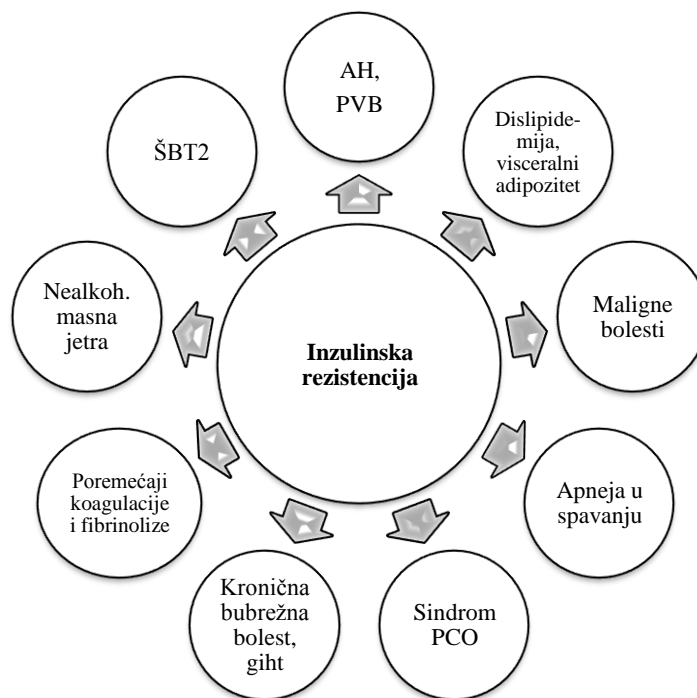 AH,
PVB
Dislipide-
mija,
visceralni
adipozitet
Maligne
bolesti
Apneja u
spavanju
Sindrom
PCO
Kronična
bubrežna
bolest,
giht
Poremećaji
koagulacije
i fibrinolize
Nealkoh.
masna
jetra
ŠBT2
Inzulinska
rezistencija